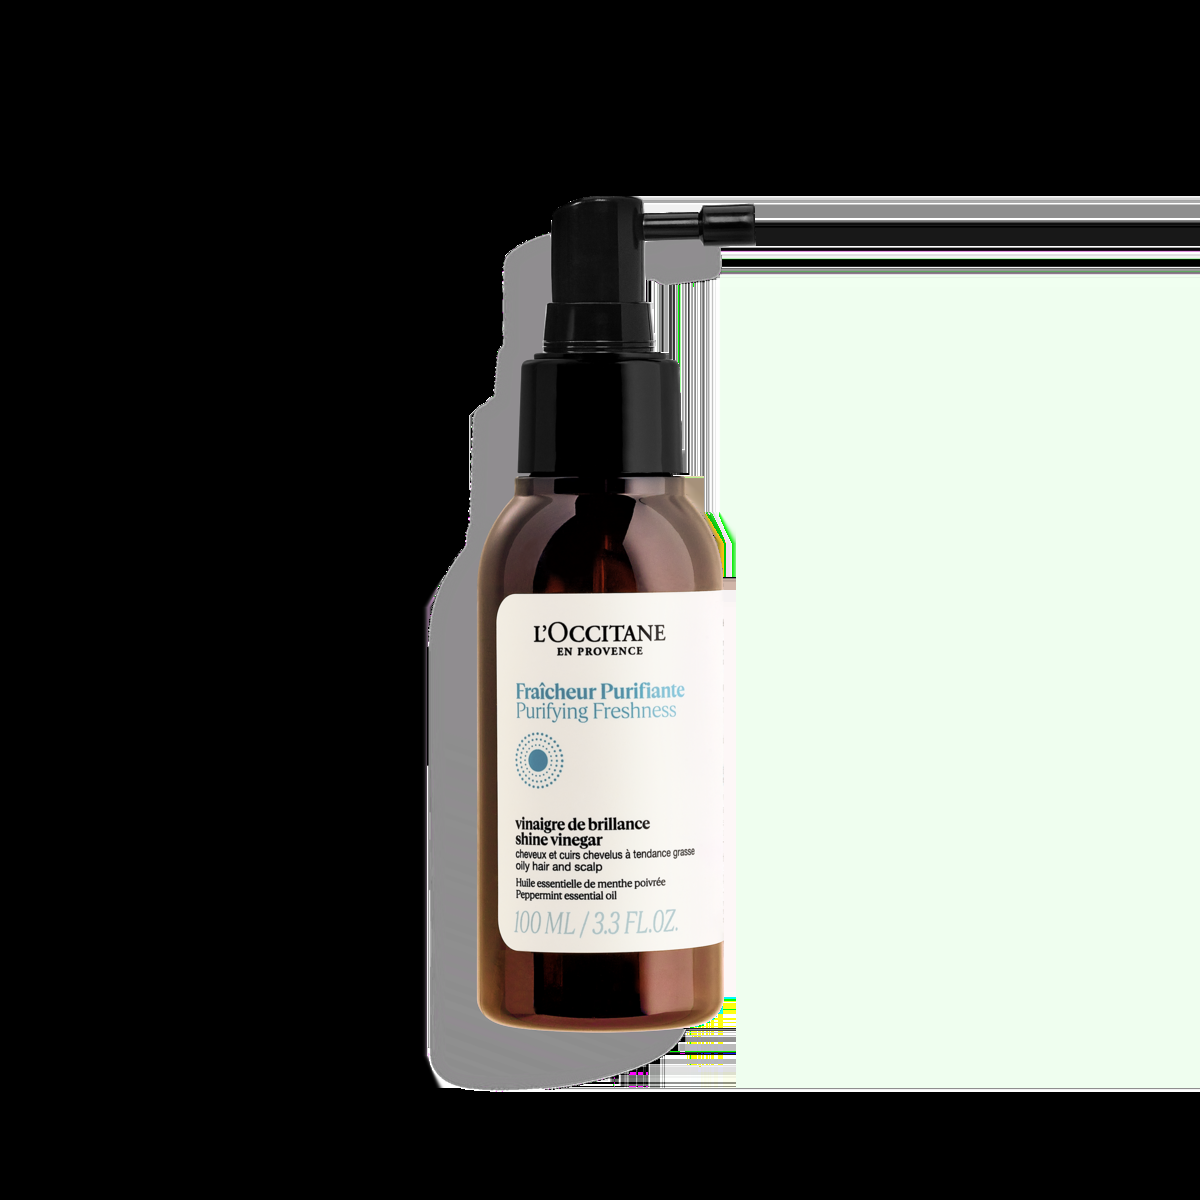 L'OCCITANE
EN PROVENCE
Fraîcheur Purifiante
Purifying Freshness
vinaigre de brillance
shine vinegar
cheveux et cuirs chevelus à tendance grasse
oily hair and scalp
Huile essentielle de menthe poivrée
Peppermint essential oil
100 ML / 3.3 FL.OZ.